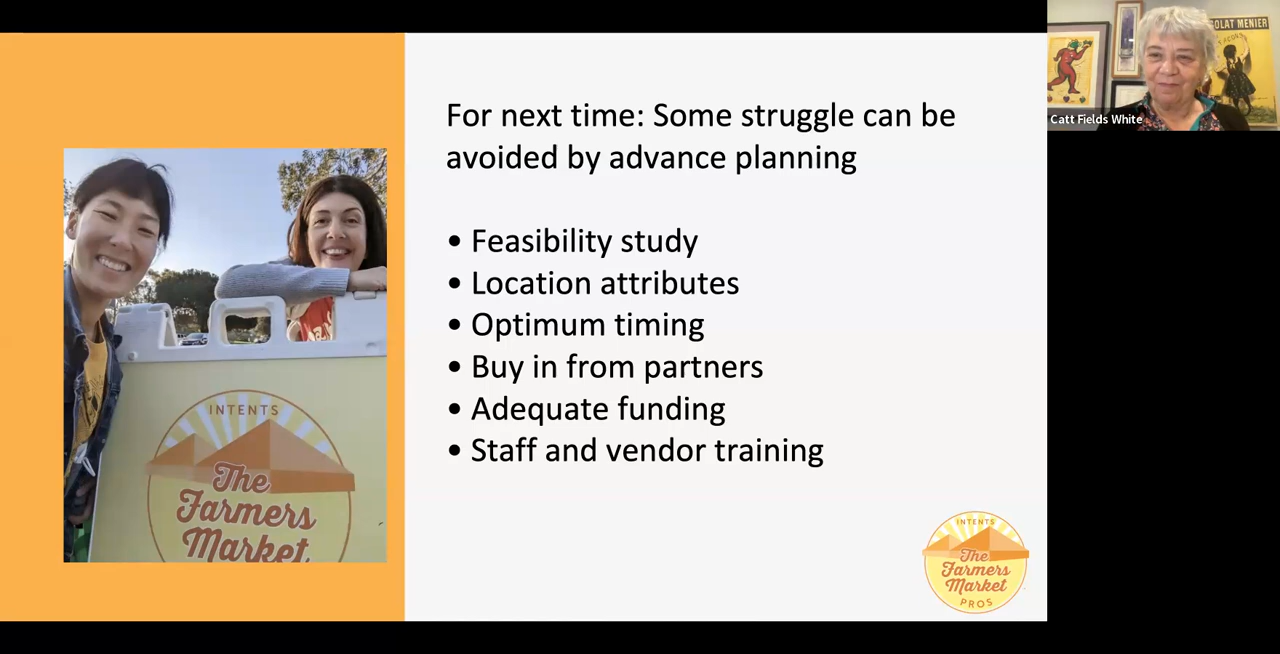 For next time: Some struggle can be
avoided by advance planning
• Feasibility study
• Location attributes
• Optimum timing
• Buy in from partners
• Adequate funding
• Staff and vendor training
INTENTS
The
Farmers
Market
INTENTS
The
Farmers
Market
PROS
OLAT MENIER
Catt Fields White